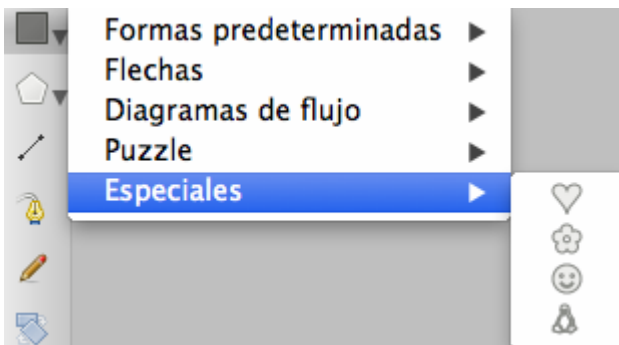 Formas predeterminadas
Flechas
Diagramas de flujo
Puzzle
Especiales